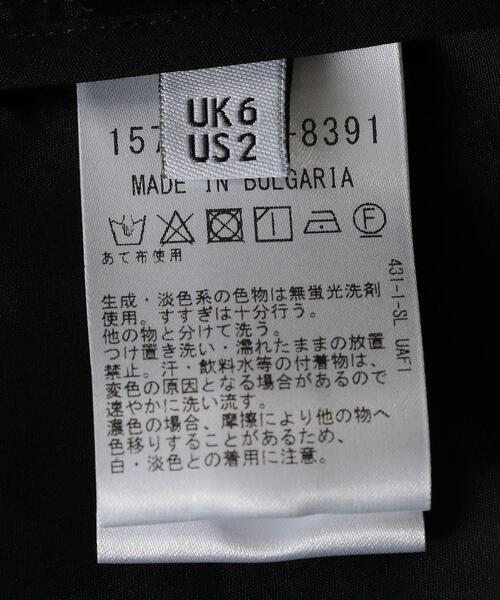 UK 6
US 2
157
-8391
MADE IN BULGARIA
F
あて布使用
生成・淡色系の色物は無蛍光洗剤
使用。すすぎは十分行う。
他の物と分けて洗う。
つけ置き洗い・濡れたままの放置
禁止。汗・飲料水等の付着物は、
変色の原因となる場合があるので
速やかに洗い流す。
濃色の場合、摩擦により他の物へ
色移りすることがあるため、
白・淡色との着用に注意。
431-I-SL UAF1